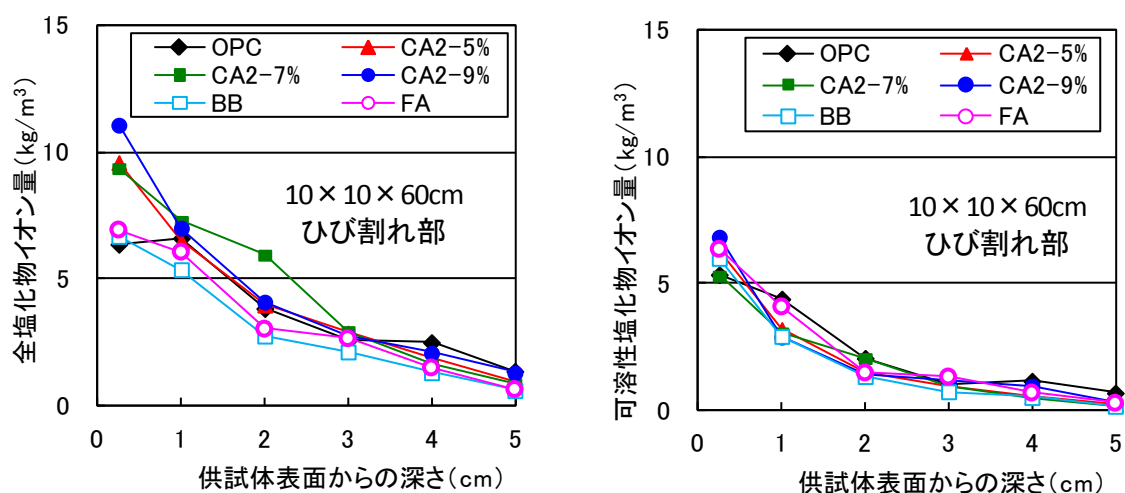 全塩化物イオン量(kg/m³)
15
10
5
0
OPC
CA2-5%
CA2-7%
CA2-9%
BB
FA
10×10×60cm
ひび割れ部
0 1 2 3 4 5
供試体表面からの深さ(cm)
可溶性塩化物イオン量(kg/m³)
15
10
5
0
OPC
CA2-5%
CA2-7%
CA2-9%
BB
FA
10×10×60cm
ひび割れ部
0 1 2 3 4 5
供試体表面からの深さ(cm)